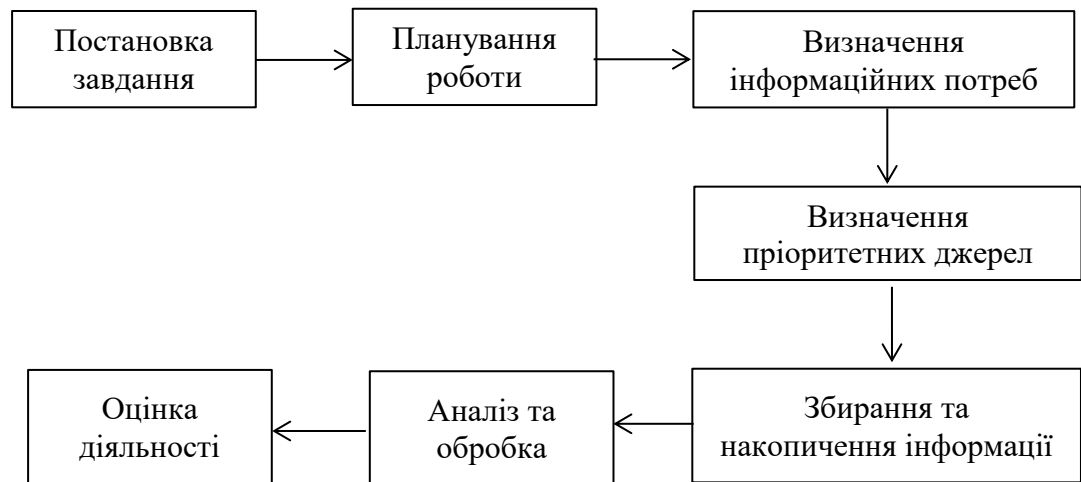 Постановка
завдання
Планування
роботи
Визначення
інформаційних потреб
Визначення
пріоритетних джерел
Збирання та
накопичення інформації
Аналіз та
обробка
Оцінка
діяльності